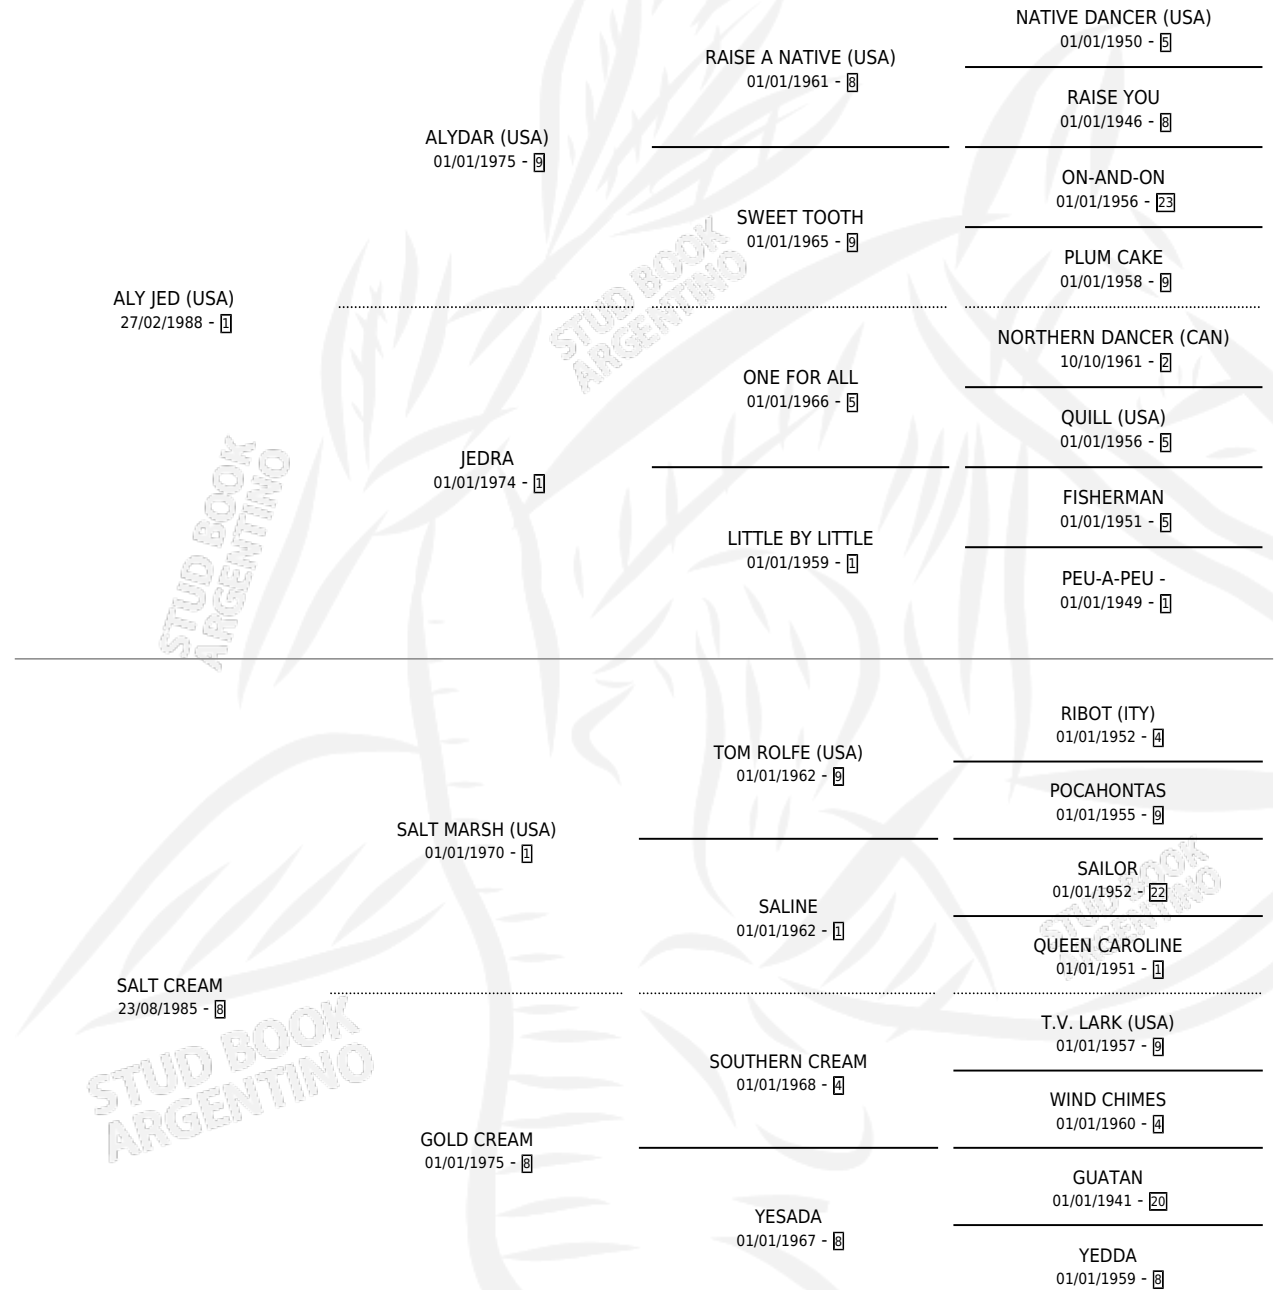 NATIVE DANCER (USA)
01/01/1950 - 5
RAISE A NATIVE (USA)
01/01/1961 - 8
RAISE YOU
01/01/1946 - 8
ALYDAR (USA)
01/01/1975 - 9
ON-AND-ON
01/01/1956 - 23
SWEET TOOTH
01/01/1965 - 9
PLUM CAKE
01/01/1958 - 9
ALY JED (USA)
27/02/1988 - 1
STUD BOOK
ARGENTINO
NORTHERN DANCER (CAN)
10/10/1961 - 2
ONE FOR ALL
01/01/1966 - 5
QUILL (USA)
01/01/1956 - 5
JEDRA
01/01/1974 - 1
FISHERMAN
01/01/1951 - 5
LITTLE BY LITTLE
01/01/1959 - 1
PEU-A-PEU -
01/01/1949 - 1
STUD BOOK
ARGENTINO
RIBOT (ITY)
01/01/1952 - 4
TOM ROLFE (USA)
01/01/1962 - 9
POCAHONTAS
01/01/1955 - 9
SALT MARSH (USA)
01/01/1970 - 1
SAILOR
01/01/1952 - 22
SALINE
01/01/1962 - 1
QUEEN CAROLINE
01/01/1951 - 1
STUD BOOK
ARGENTINO
SALT CREAM
23/08/1985 - 8
STUD BOOK
ARGENTINO
T.V. LARK (USA)
01/01/1957 - 9
SOUTHERN CREAM
01/01/1968 - 4
WIND CHIMES
01/01/1960 - 4
GOLD CREAM
01/01/1975 - 8
GUATAN
01/01/1941 - 20
YESADA
01/01/1967 - 8
YEDDA
01/01/1959 - 8